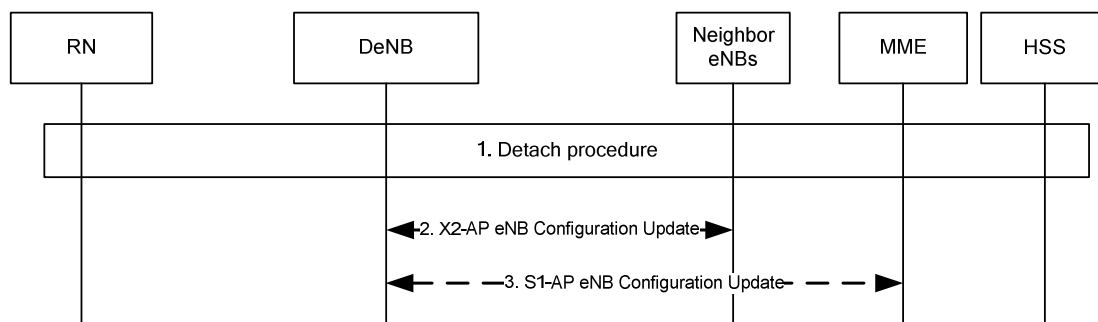 RN
DeNB
Neighbor
eNBs
MME
HSS
1. Detach procedure
2. X2-AP eNB Configuration Update
3. S1-AP eNB Configuration Update